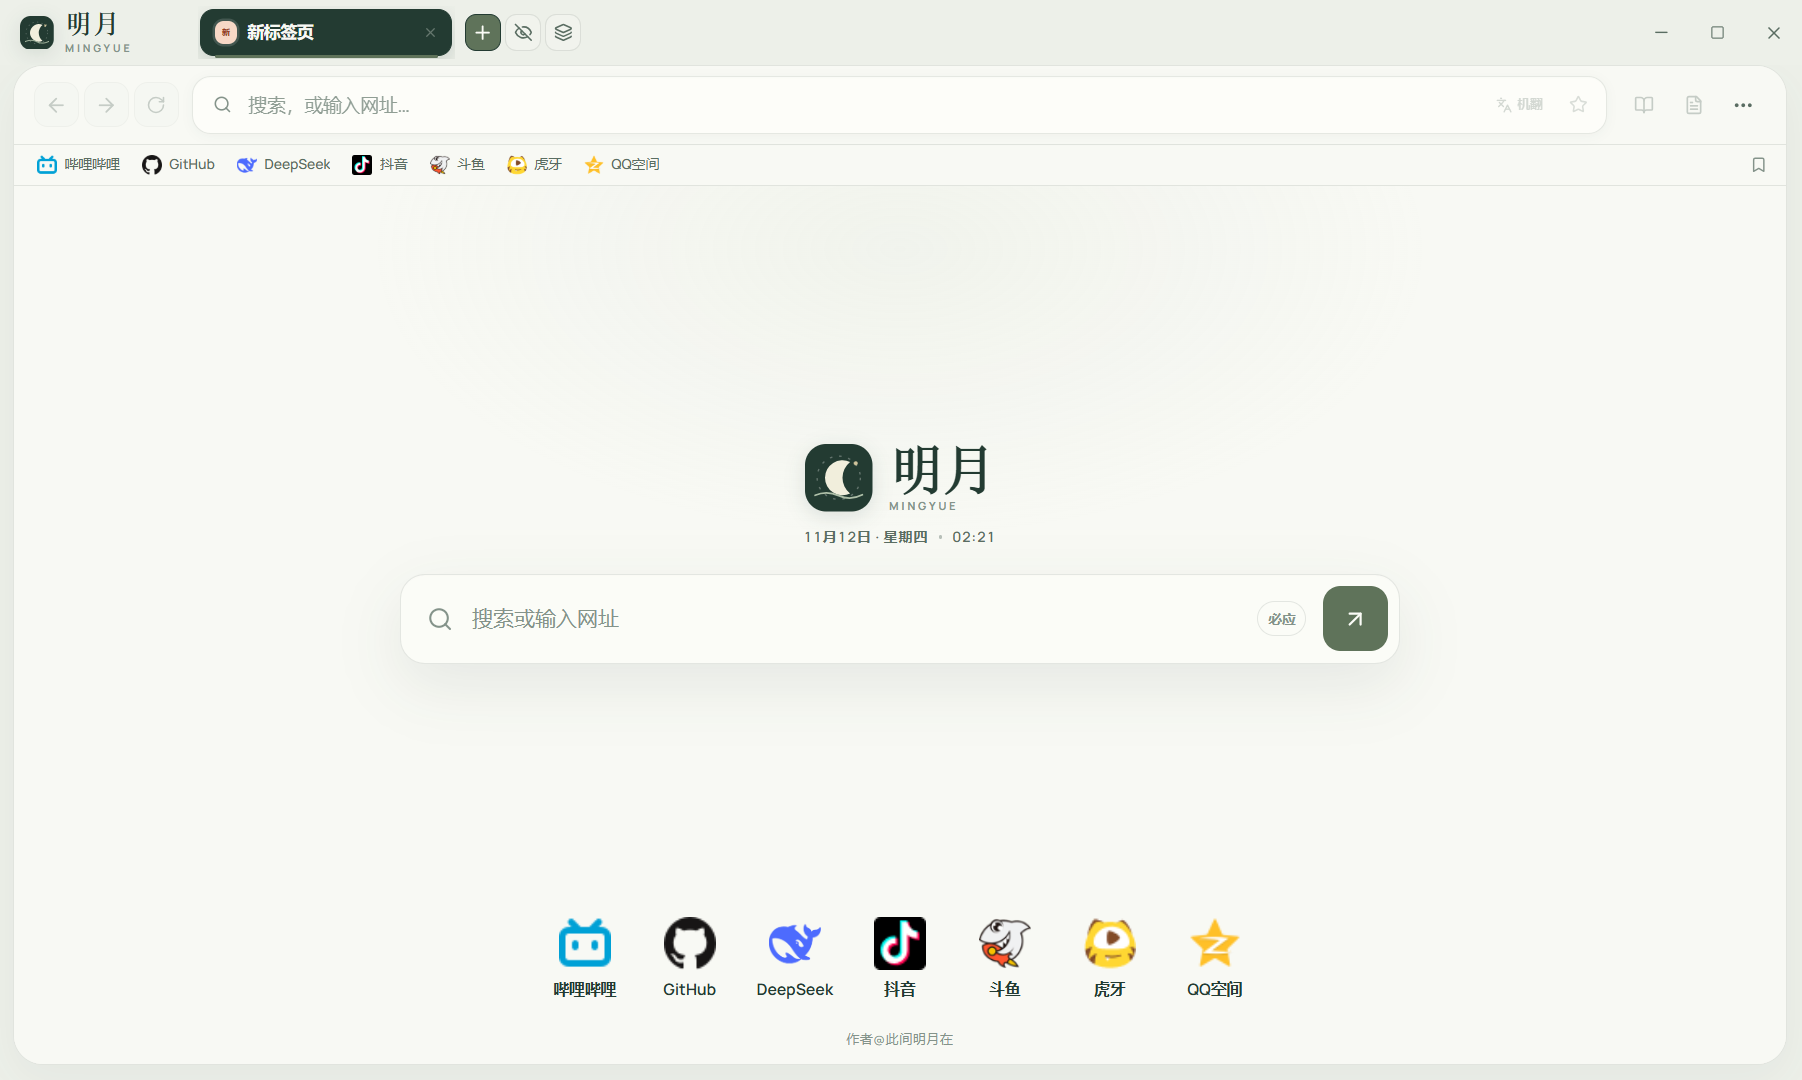 明月
MINGYUE
新 新标签页
搜索，或输入网址...
机翻
哔哩哔哩 GitHub DeepSeek 抖音 斗鱼 虎牙 QQ空间
明月
MINGYUE
11月12日 · 星期四 • 02:21
搜索或输入网址
必应
哔哩哔哩 GitHub DeepSeek 抖音 斗鱼 虎牙 QQ空间
作者@此间明月在